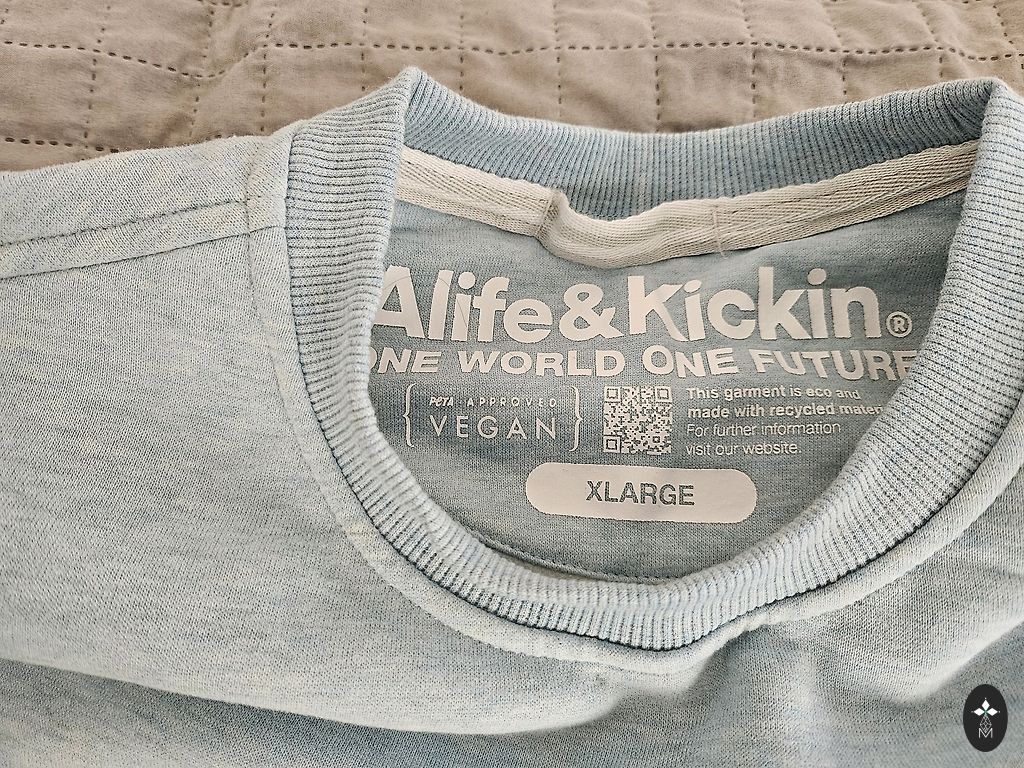 Alife&Kickin®
ONE WORLD ONE FUTURE
PETA APPROVED
VEGAN
This garment is eco and
made with recycled materi
For further information
visit our website.
XLARGE
M